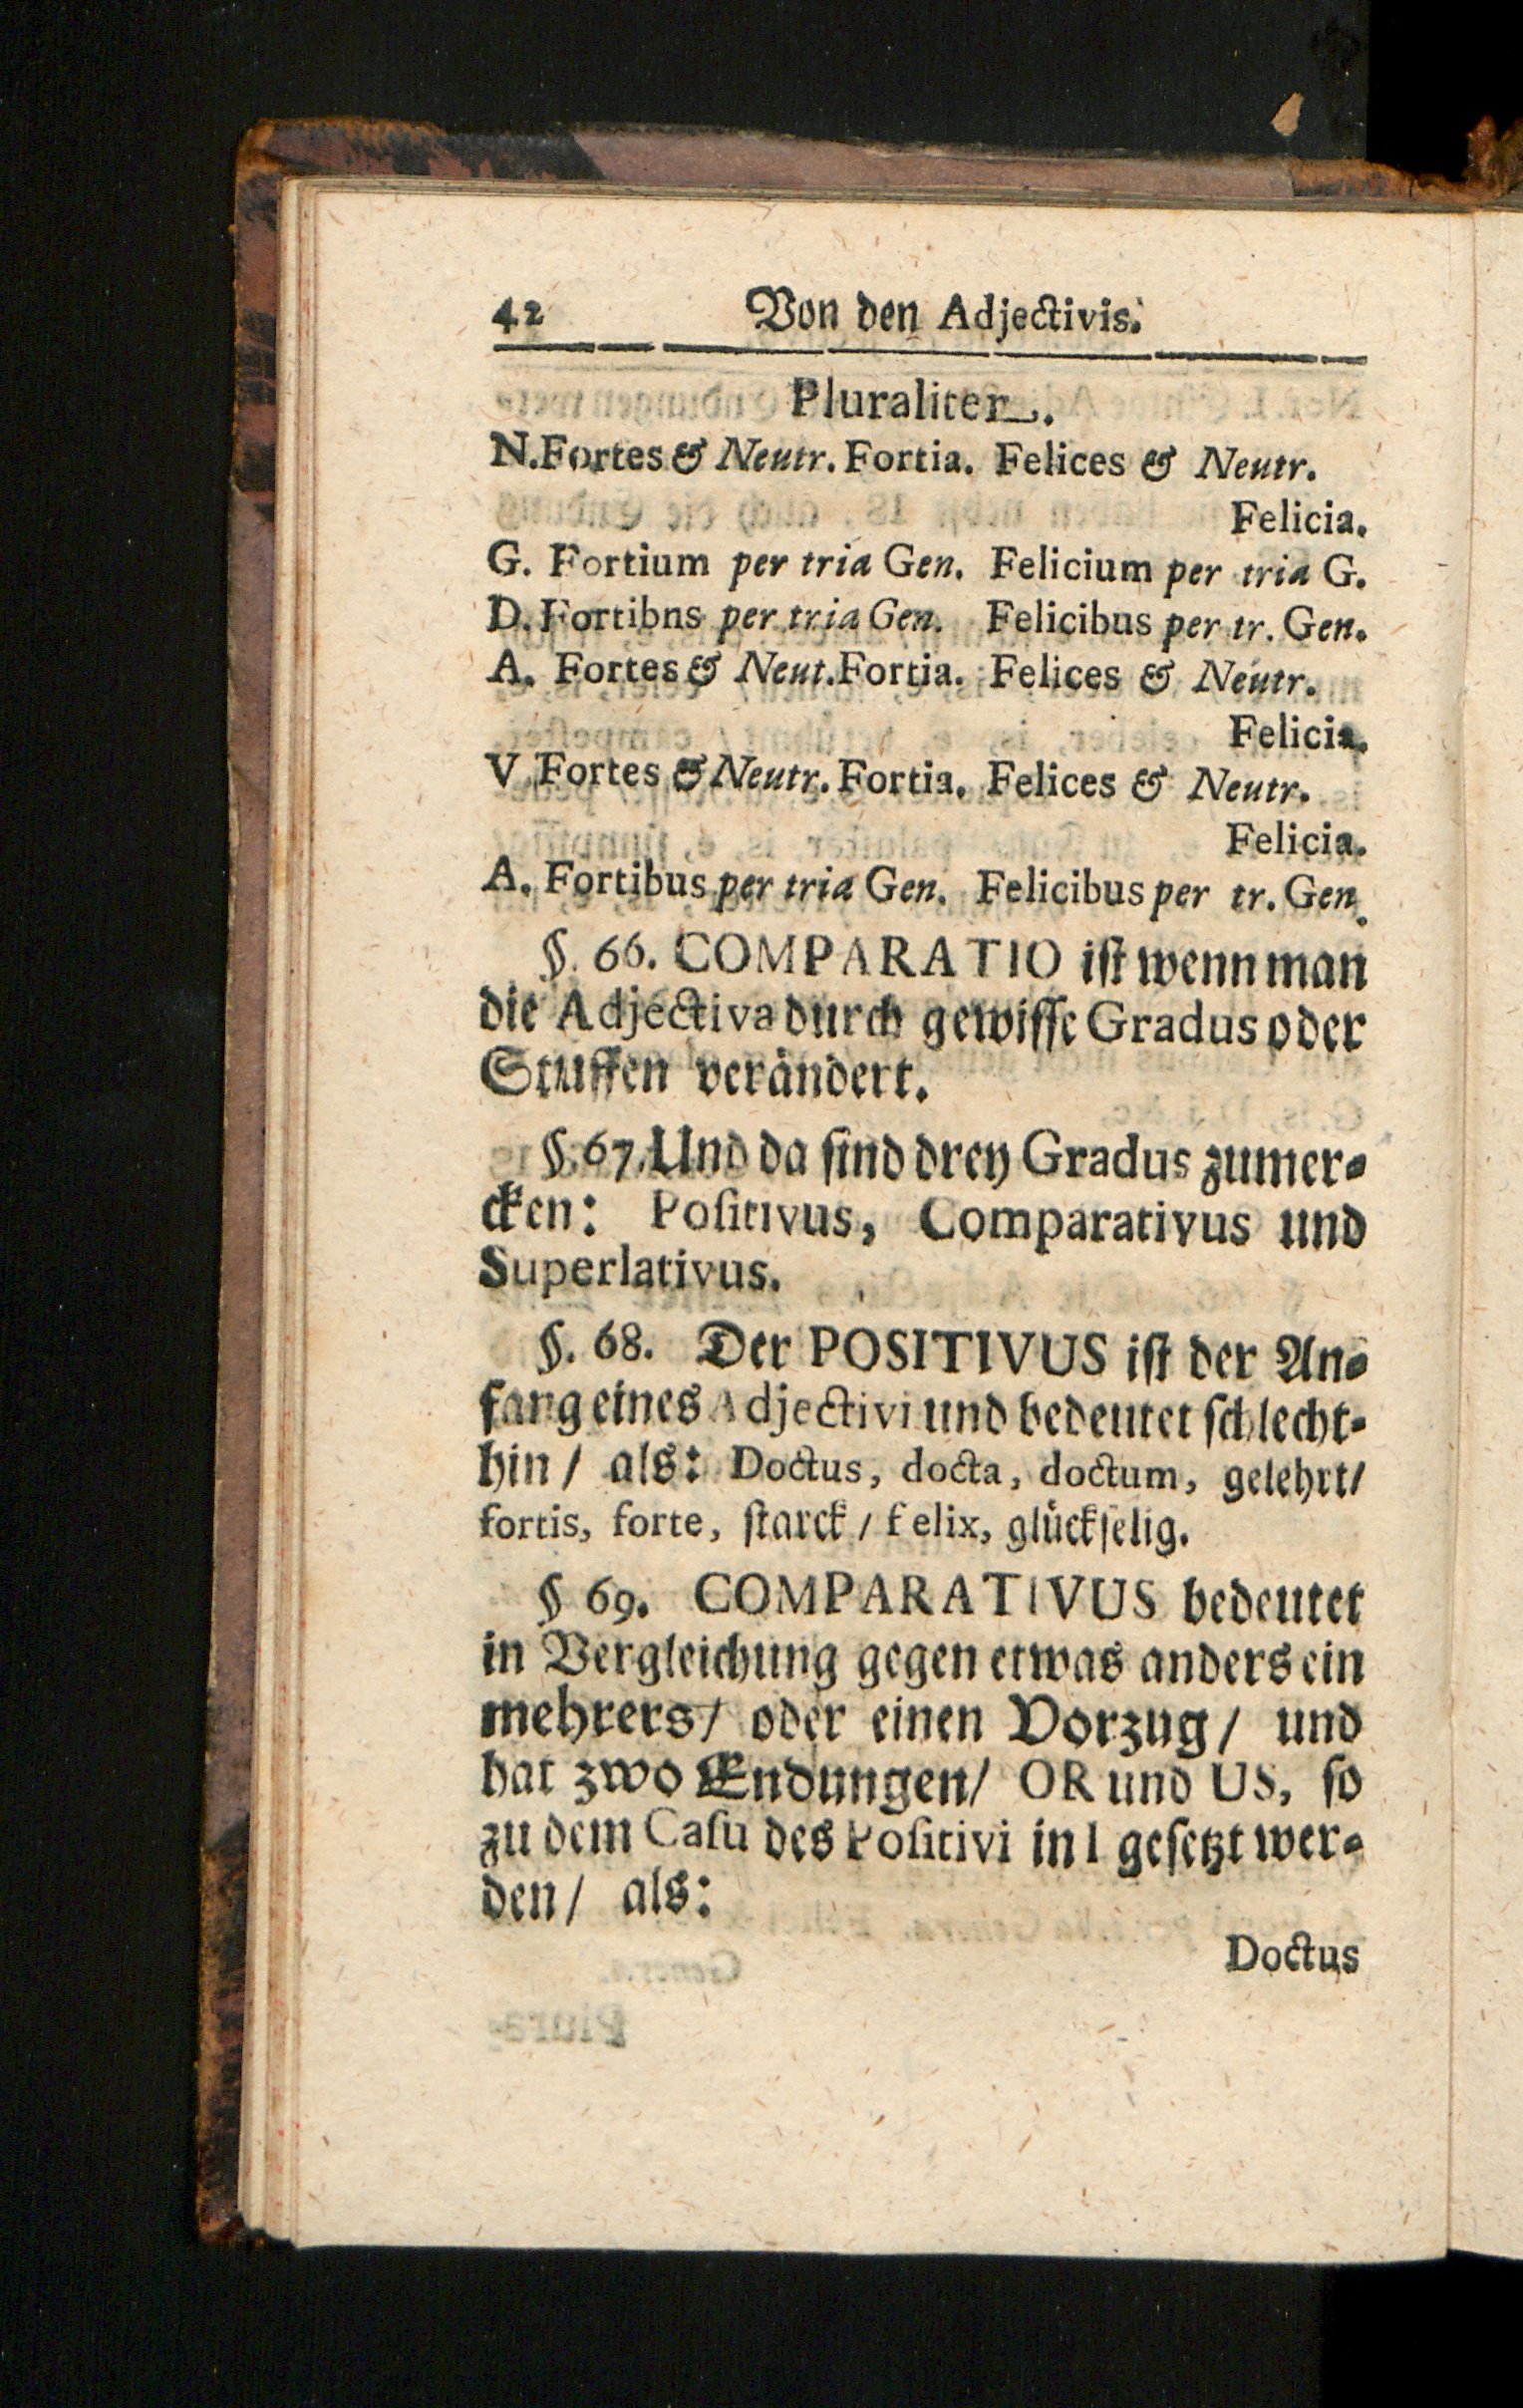 42 Von den Adjectivis.
Pluraliter.
N. Fortes & Neutr. Fortia. Felices & Neutr.
Felicia.
G. Fortium per tria Gen. Felicium per tria G.
D. Fortibns per tria Gen. Felicibus per tr. Gen.
A. Fortes & Neut. Fortia. Felices & Neutr.
Felicia.
V. Fortes & Neutr. Fortia. Felices & Neutr.
Felicia.
A. Fortibus per tria Gen. Felicibus per tr. Gen.
§. 66. COMPARATIO iſt wenn man
die Adjectiva durch gewiſſe Gradus oder
Stuffen verändert.
§. 67. Und da ſind drey Gradus zumer⸗
cken: Poſitivus, Comparativus und
Superlativus.
§. 68. Der POSITIVUS iſt der An⸗
fang eines Adjectivi und bedeutet ſchlecht⸗
hin / als: Doctus, docta, doctum, gelehrt/
fortis, forte, ſtarck / felix, glückſelig.
§ 69. COMPARATIVUS bedeutet
in Vergleichung gegen etwas anders ein
mehrers/ oder einen Vorzug / und
hat zwo Endungen/ OR und US, ſo
zu dem Caſu des Poſitivi in I geſetzt wer⸗
den / als:
Doctus